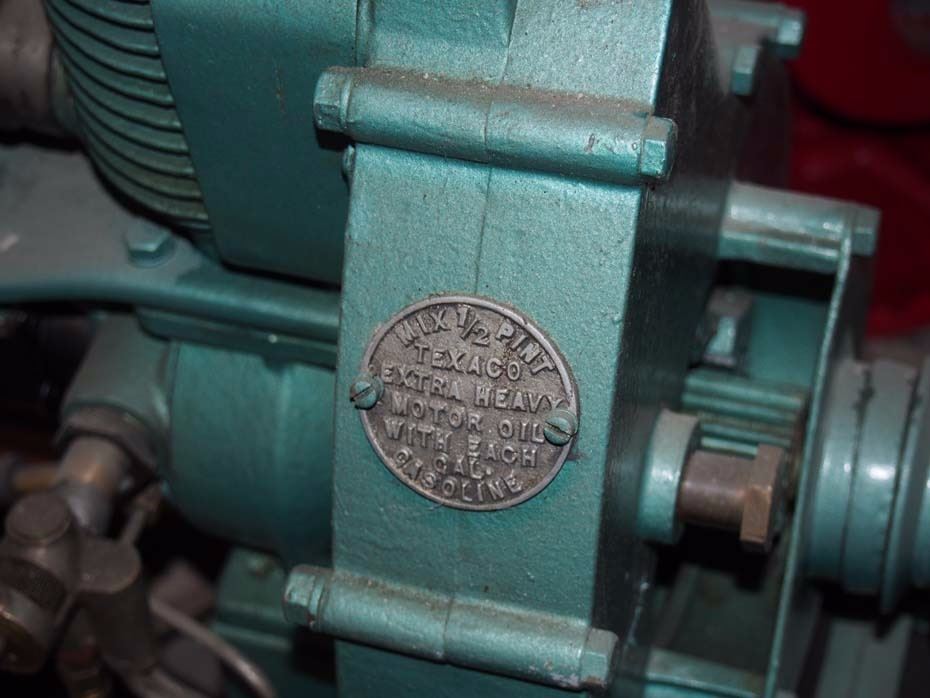 MIX 1/2 PINT
TEXACO
EXTRA HEAVY
MOTOR OIL
WITH EACH
GAL.
GASOLINE